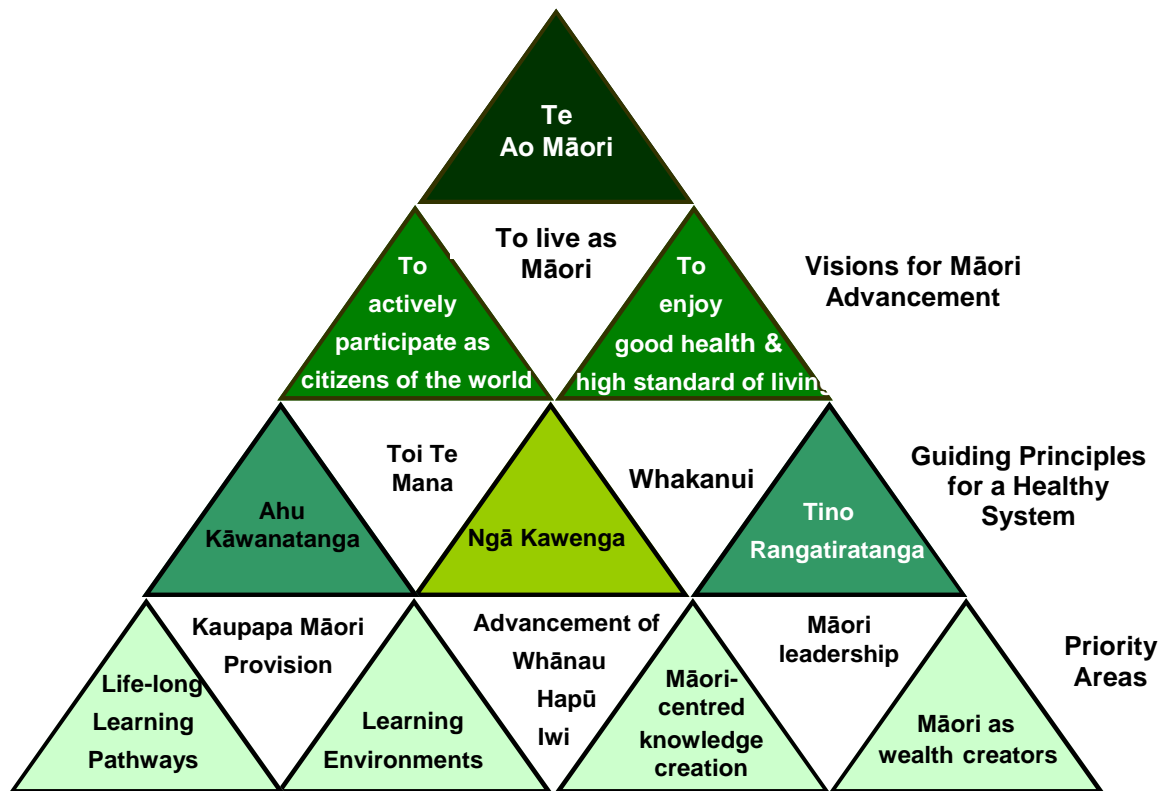 Te
Ao Māori
To live as
Māori
To
actively
participate as
citizens of the world
To
enjoy
good health &
high standard of living
Visions for Māori
Advancement
Ahu
Kāwanatanga
Toi Te
Mana
Ngā Kawenga
Whakanui
Tino
Rangatiratanga
Guiding Principles
for a Healthy
System
Life-long
Learning
Pathways
Kaupapa Māori
Provision
Learning
Environments
Advancement of
Whānau
Hapū
Iwi
Māori-
centred
knowledge
creation
Māori
leadership
Māori as
wealth creators
Priority
Areas